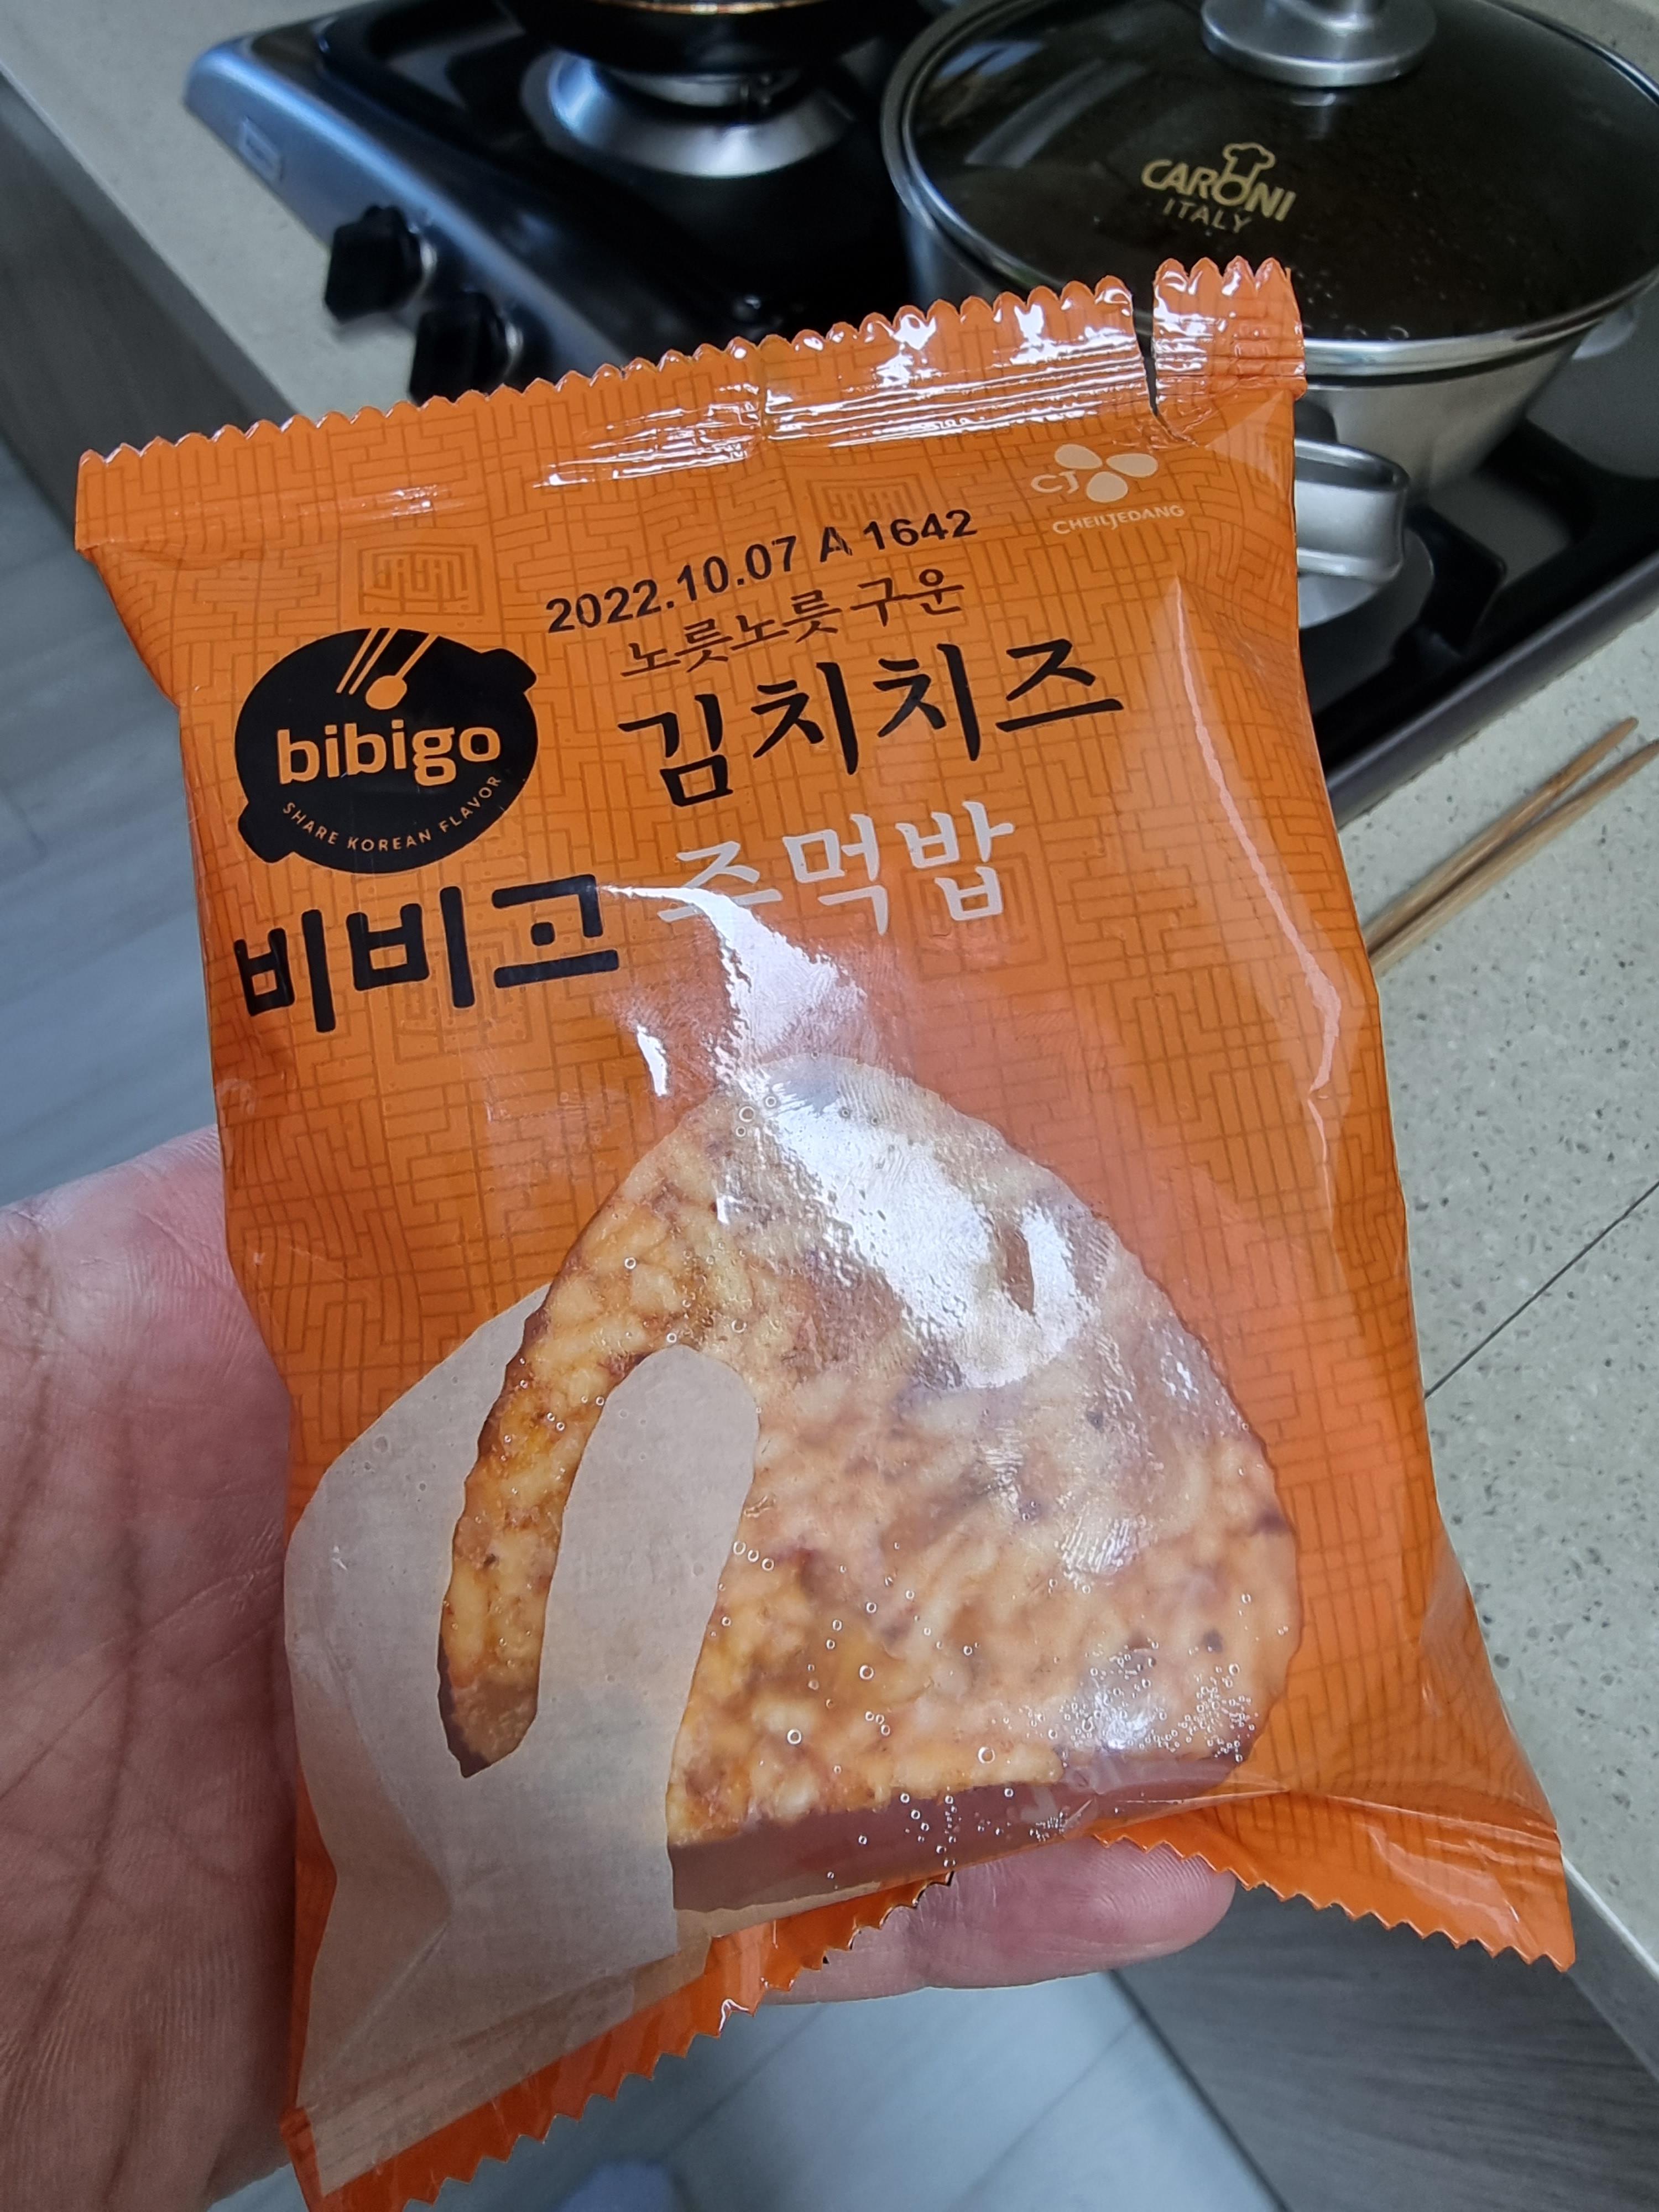 CARONI
ITALY
CJ
CHEILJEDANG
2022.10.07 A 1642
노릇노릇 구운
김치치즈
주먹밥
bibigo
SHARE KOREAN FLAVOR
비비고